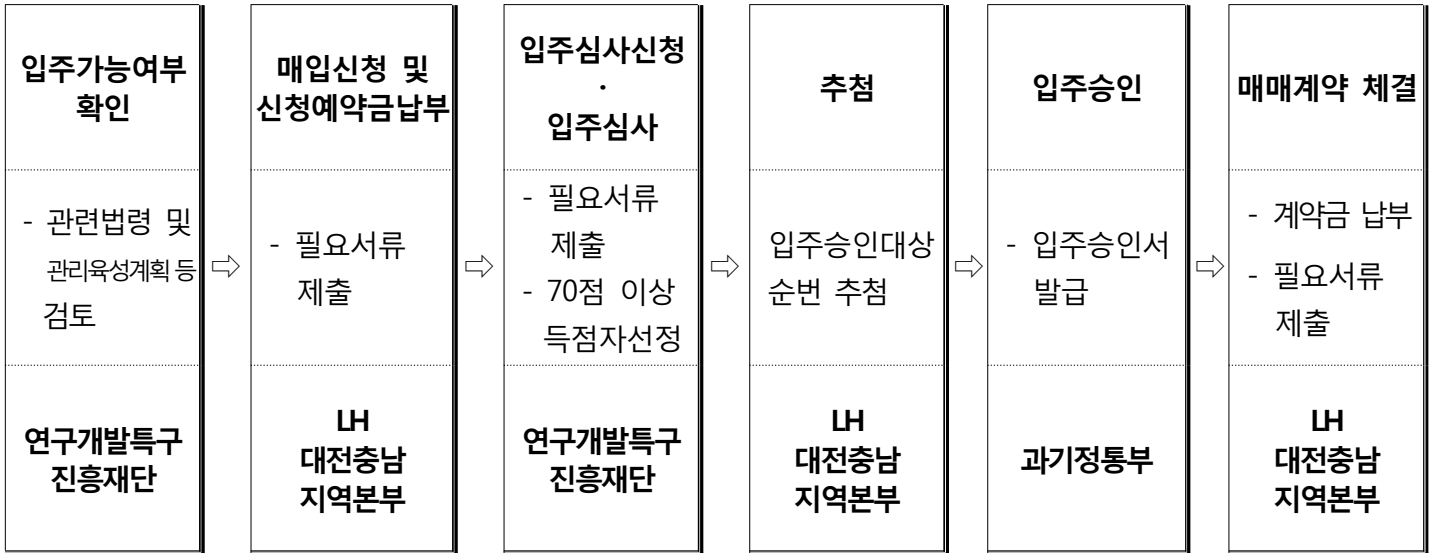 입주가능여부
확인
- 관련법령 및
관리육성계획 등
검토
연구개발특구
진흥재단
⇨
매입신청 및
신청예약금납부
- 필요서류
제출
LH
대전충남
지역본부
⇨
입주심사신청
·
입주심사
- 필요서류
제출
- 70점 이상
득점자선정
연구개발특구
진흥재단
⇨
추첨
입주승인대상
순번 추첨
LH
대전충남
지역본부
⇨
입주승인
- 입주승인서
발급
과기정통부
⇨
매매계약 체결
- 계약금 납부
- 필요서류
제출
LH
대전충남
지역본부